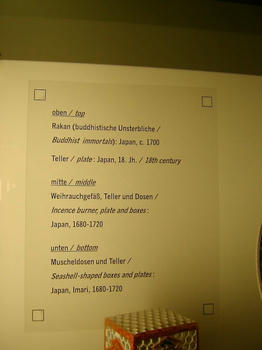 oben / top
Rakan (buddhistische Unsterbliche /
Buddhist immortals): Japan, c. 1700
Teller / plate: Japan, 18. Jh. / 18th century
mitte / middle
Weihrauchgefäß, Teller und Dosen /
Incence burner, plate and boxes:
Japan, 1680-1720
unten / bottom
Muscheldosen und Teller /
Seashell-shaped boxes and plates:
Japan, Imari, 1680-1720